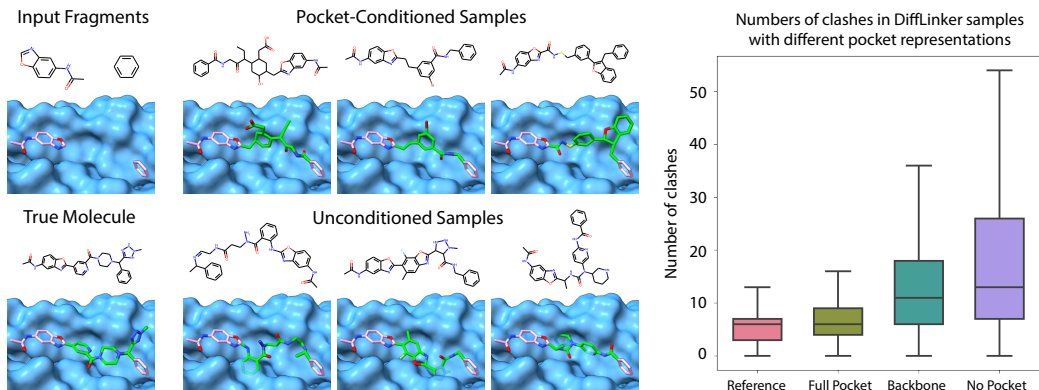 Input Fragments
Pocket-Conditioned Samples
True Molecule
Unconditioned Samples
Numbers of clashes in DiffLinker samples
with different pocket representations
Number of clashes
50
40
30
20
10
0
Reference
Full Pocket
Backbone
No Pocket